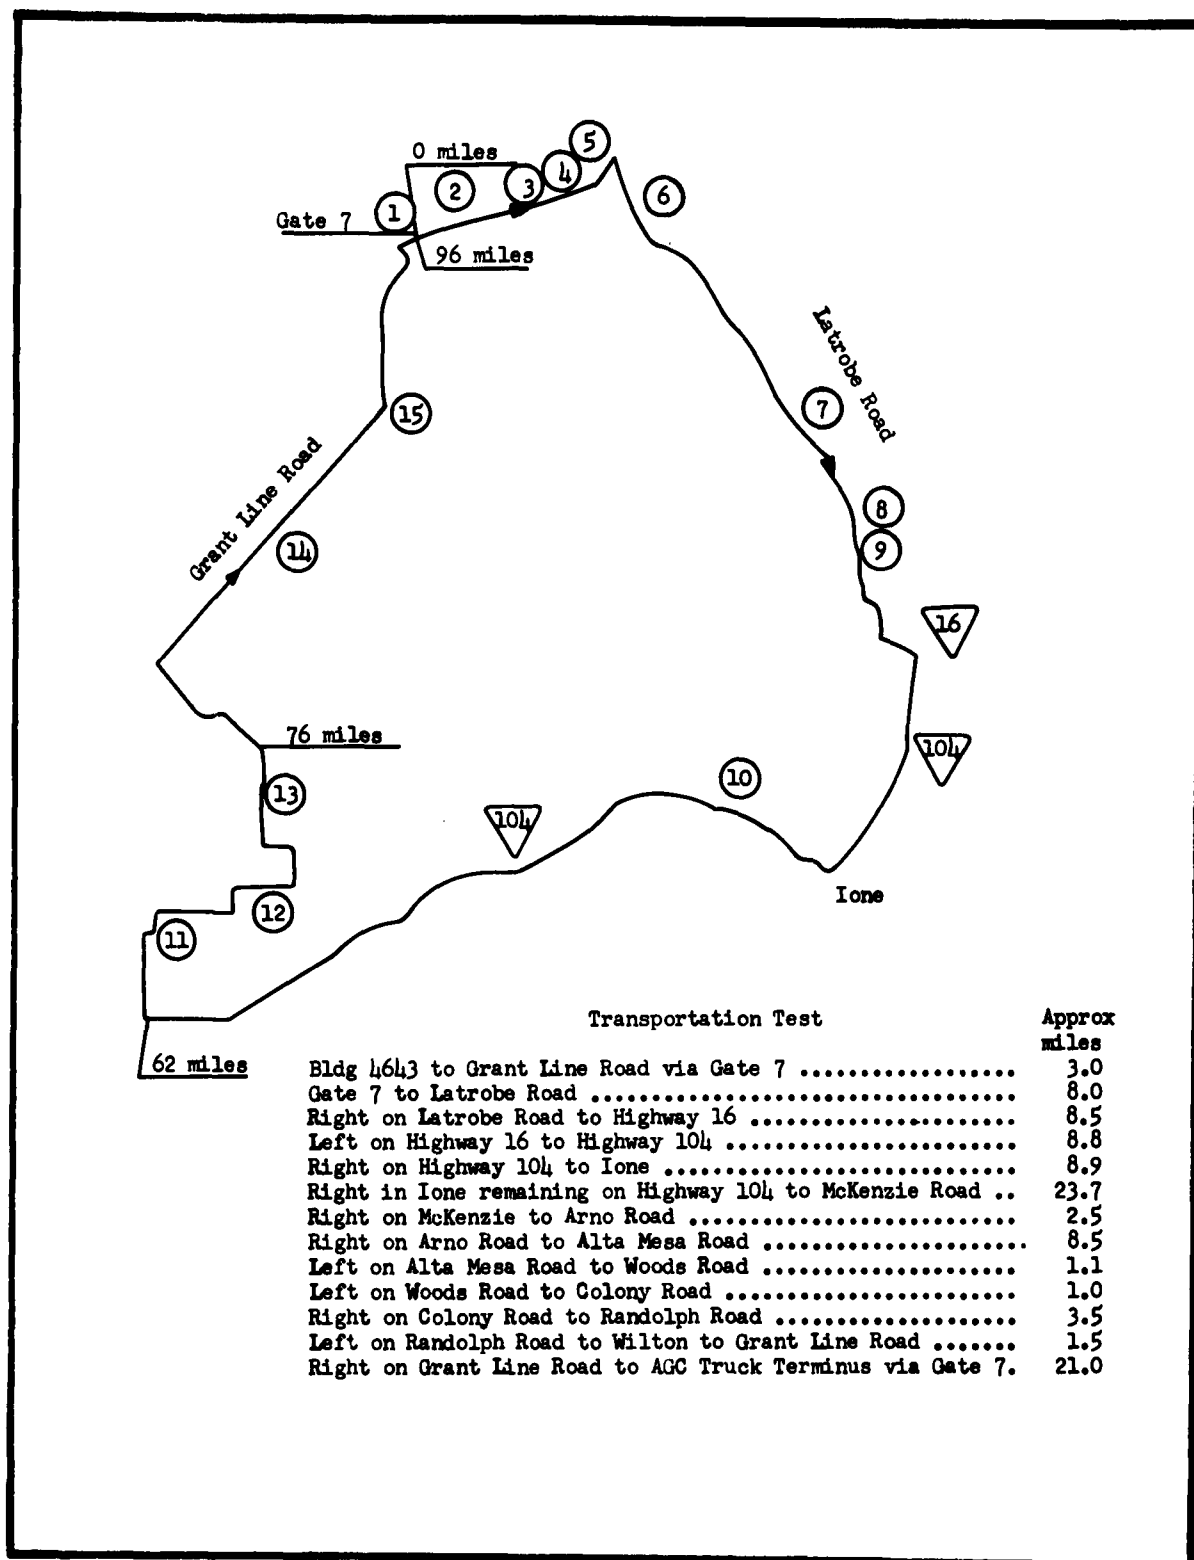 5
0 miles
4
3
2
6
1
Gate 7
96 miles
Latrobe Road
7
15
Grant Line Road
8
14
9
16
76 miles
104
10
13
104
Ione
12
11
Transportation Test
Approx
miles
62 miles
Bldg 4643 to Grant Line Road via Gate 7 .................. 3.0
Gate 7 to Latrobe Road ................................... 8.0
Right on Latrobe Road to Highway 16 ...................... 8.5
Left on Highway 16 to Highway 104 ........................ 8.8
Right on Highway 104 to Ione ............................. 8.9
Right in Ione remaining on Highway 104 to McKenzie Road .. 23.7
Right on McKenzie to Arno Road ........................... 2.5
Right on Arno Road to Alta Mesa Road ...................... 8.5
Left on Alta Mesa Road to Woods Road ..................... 1.1
Left on Woods Road to Colony Road ........................ 1.0
Right on Colony Road to Randolph Road .................... 3.5
Left on Randolph Road to Wilton to Grant Line Road ....... 1.5
Right on Grant Line Road to AGC Truck Terminus via Gate 7. 21.0